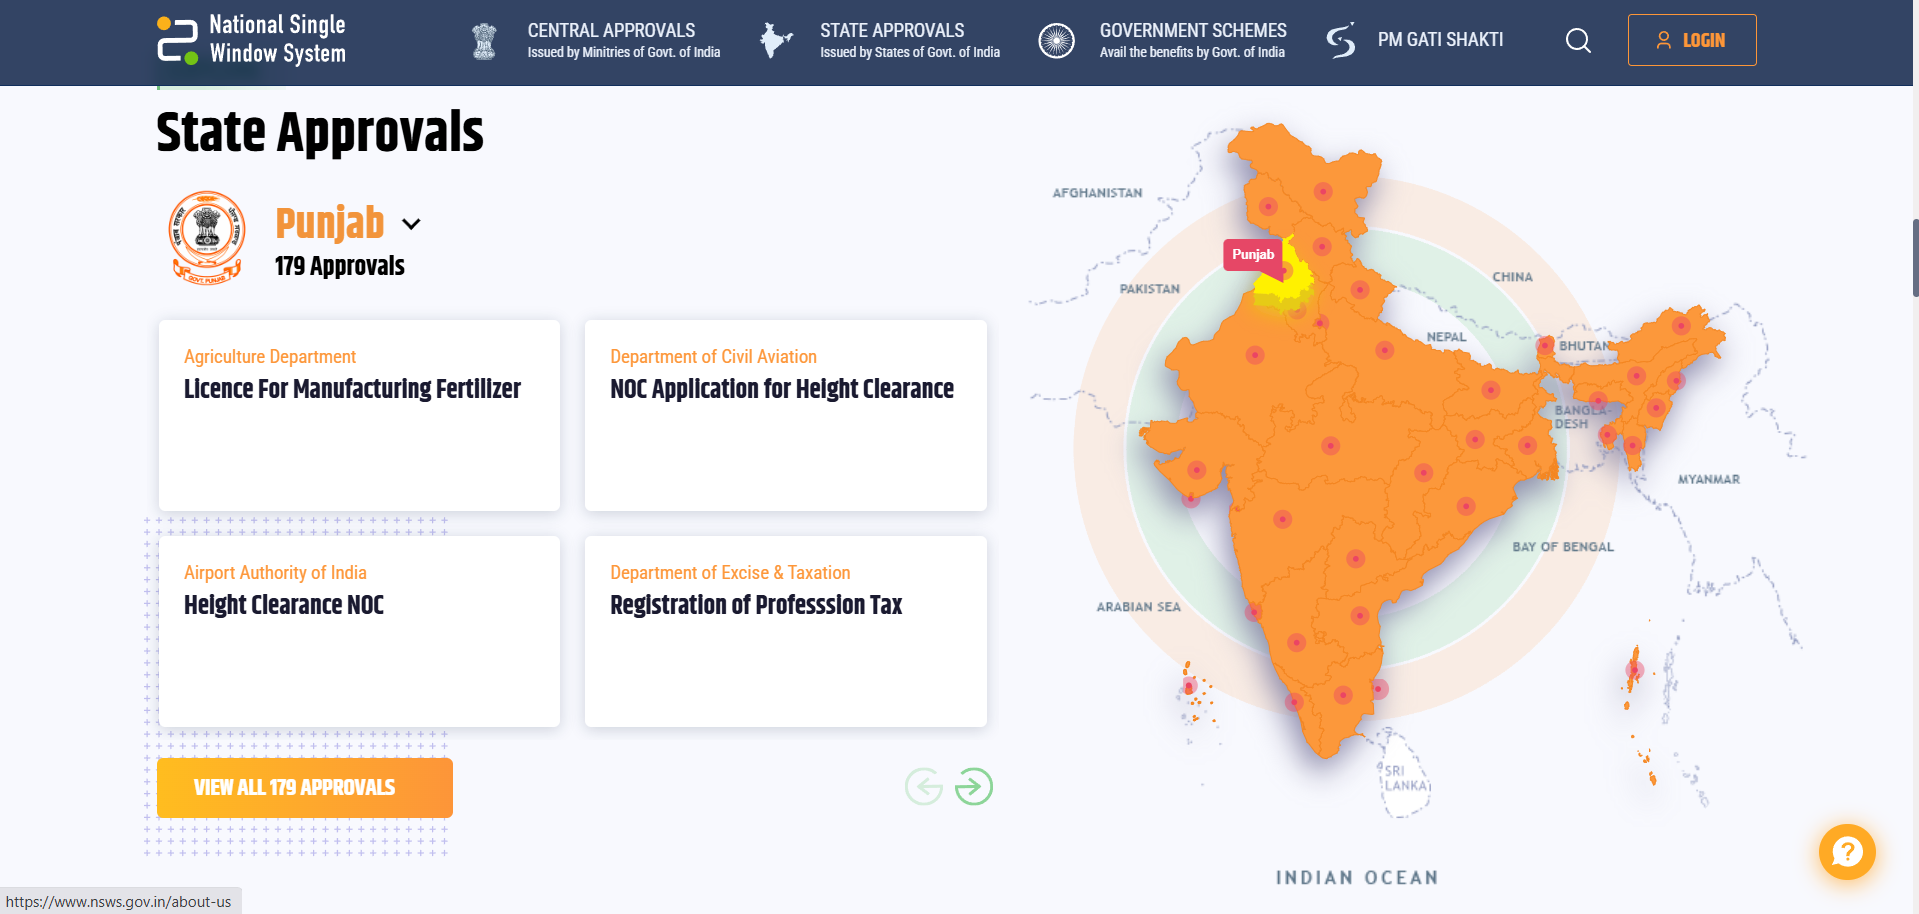 National Single
Window System
CENTRAL APPROVALS
Issued by Minitries of Govt. of India
STATE APPROVALS
Issued by States of Govt. of India
GOVERNMENT SCHEMES
Avail the benefits by Govt. of India
PM GATI SHAKTI
LOGIN
State Approvals
Punjab
179 Approvals
GOVT. PUNJAB
Agriculture Department
Licence For Manufacturing Fertilizer
Department of Civil Aviation
NOC Application for Height Clearance
Airport Authority of India
Height Clearance NOC
Department of Excise & Taxation
Registration of Professsion Tax
VIEW ALL 179 APPROVALS
AFGHANISTAN
Punjab
PAKISTAN
CHINA
NEPAL
BHUTAN
BANGLA-
DESH
MYANMAR
BAY OF BENGAL
ARABIAN SEA
SRI
LANKA
INDIAN OCEAN
?
https://www.nsws.gov.in/about-us